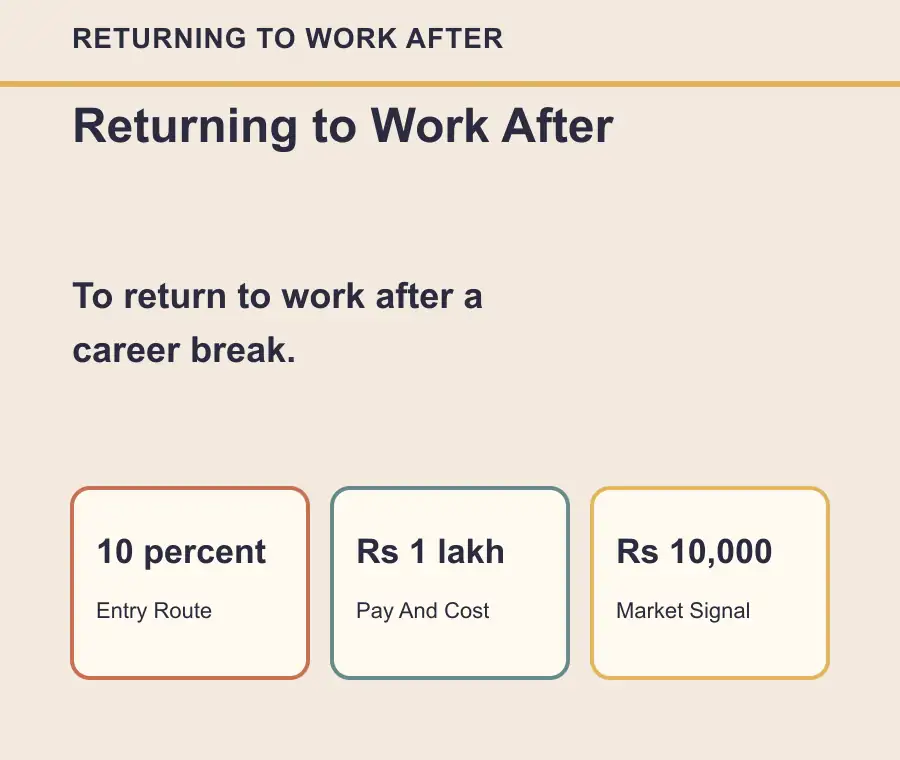 RETURNING TO WORK AFTER
Returning to Work After
To return to work after a
career break.
10 percent
Entry Route
Rs 1 lakh
Pay And Cost
Rs 10,000
Market Signal